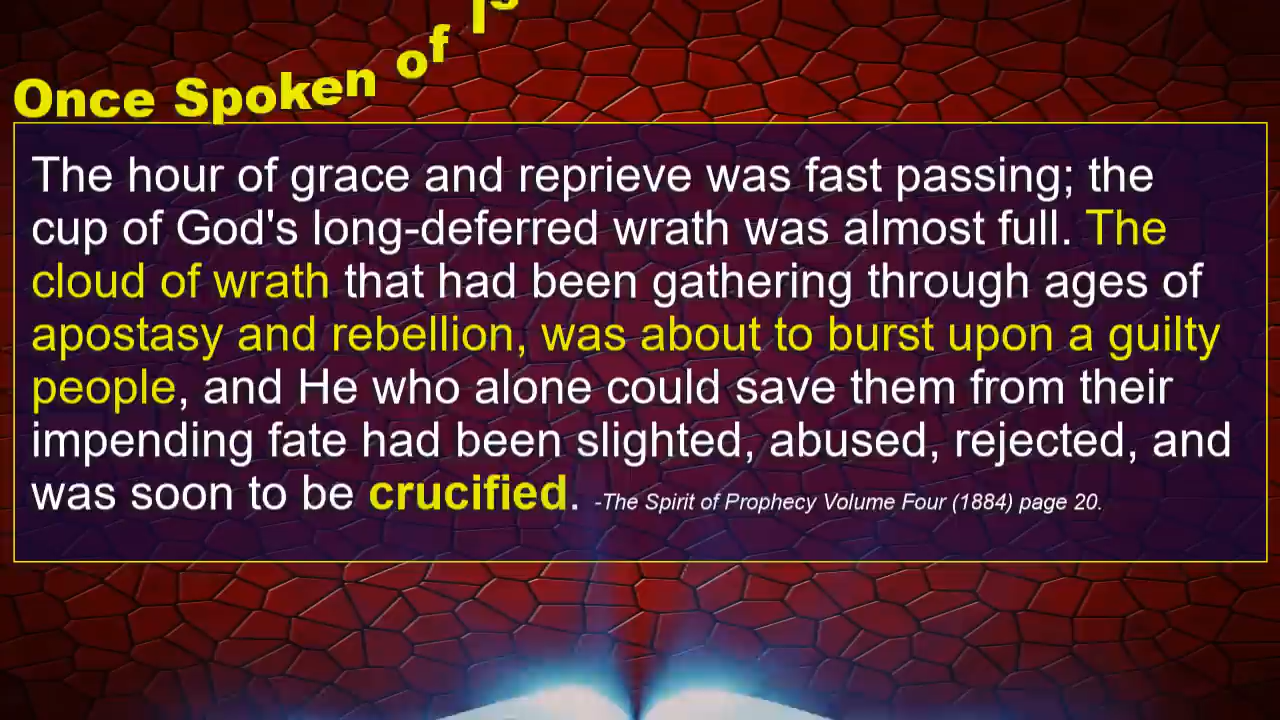 Once Spoken of
The hour of grace and reprieve was fast passing; the
cup of God's long-deferred wrath was almost full. The
cloud of wrath that had been gathering through ages of
apostasy and rebellion, was about to burst upon a guilty
people, and He who alone could save them from their
impending fate had been slighted, abused, rejected, and
was soon to be crucified. -The Spirit of Prophecy Volume Four (1884) page 20.